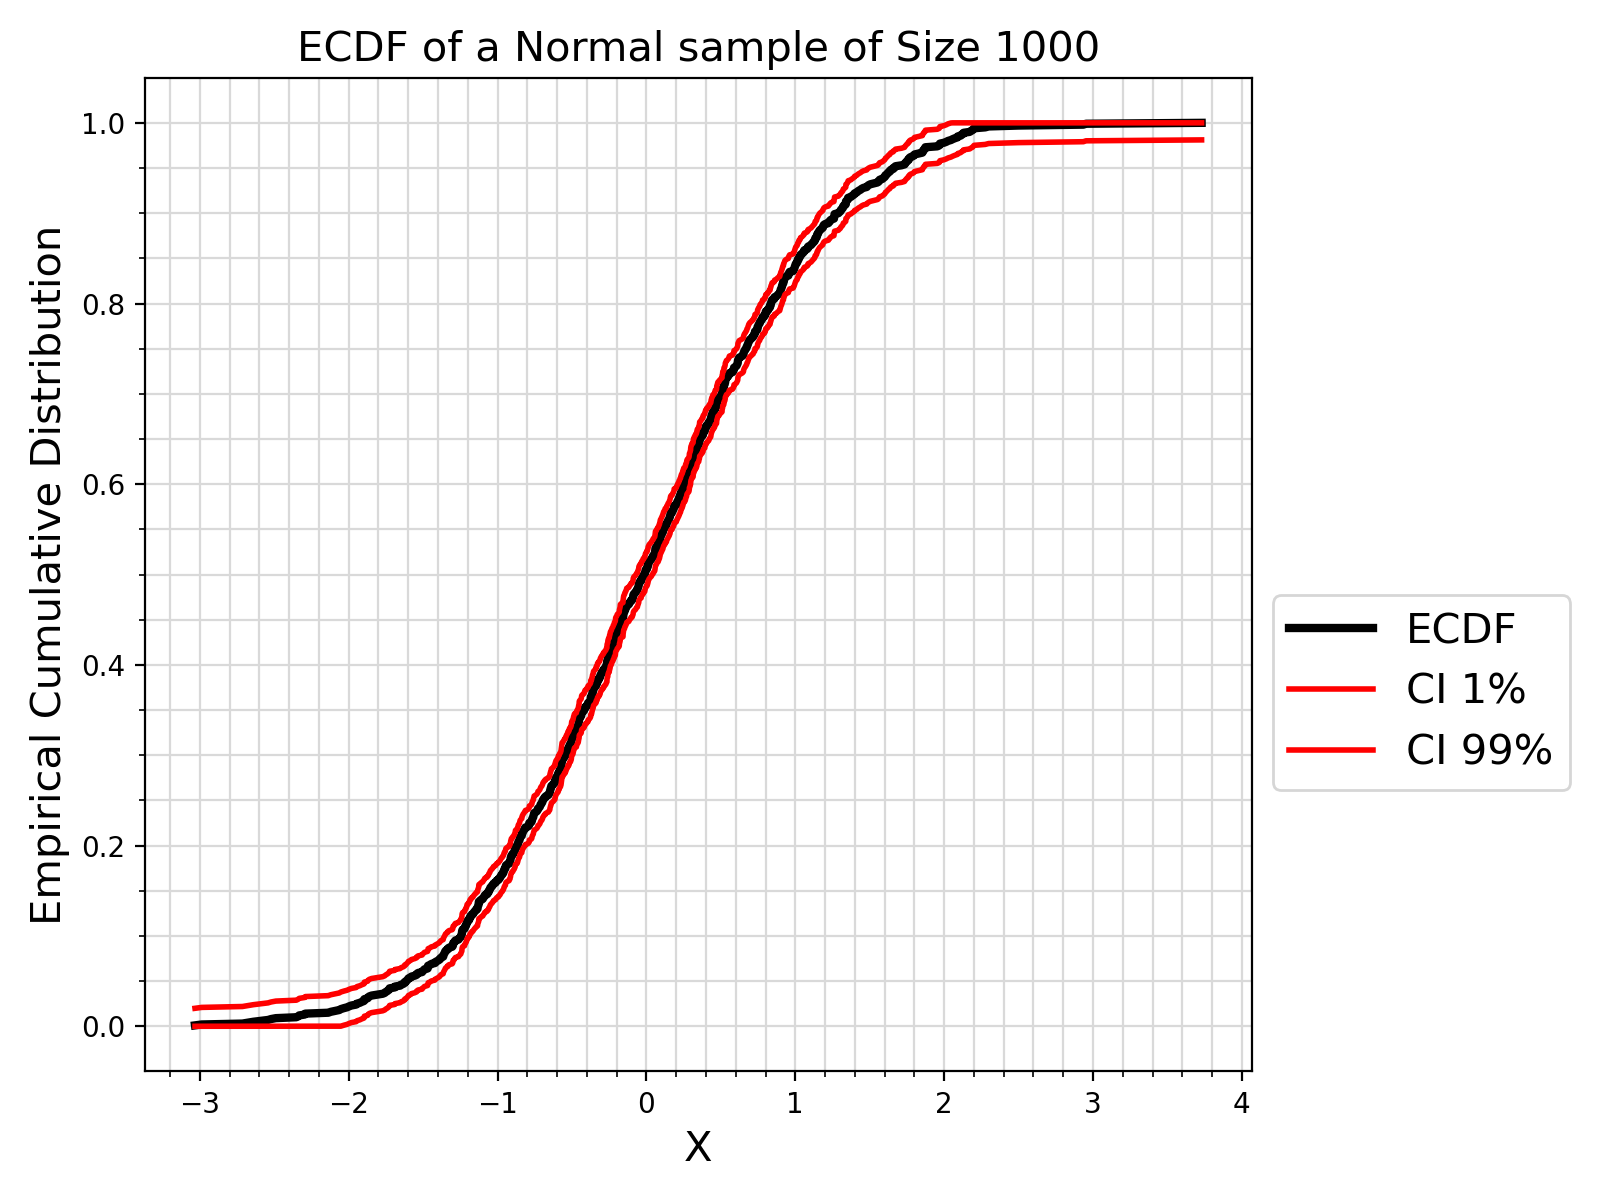 ECDF of a Normal sample of Size 1000
Empirical Cumulative Distribution
1.0
0.8
0.6
0.4
0.2
0.0
−3 −2 −1 0 1 2 3 4
X
ECDF
CI 1%
CI 99%